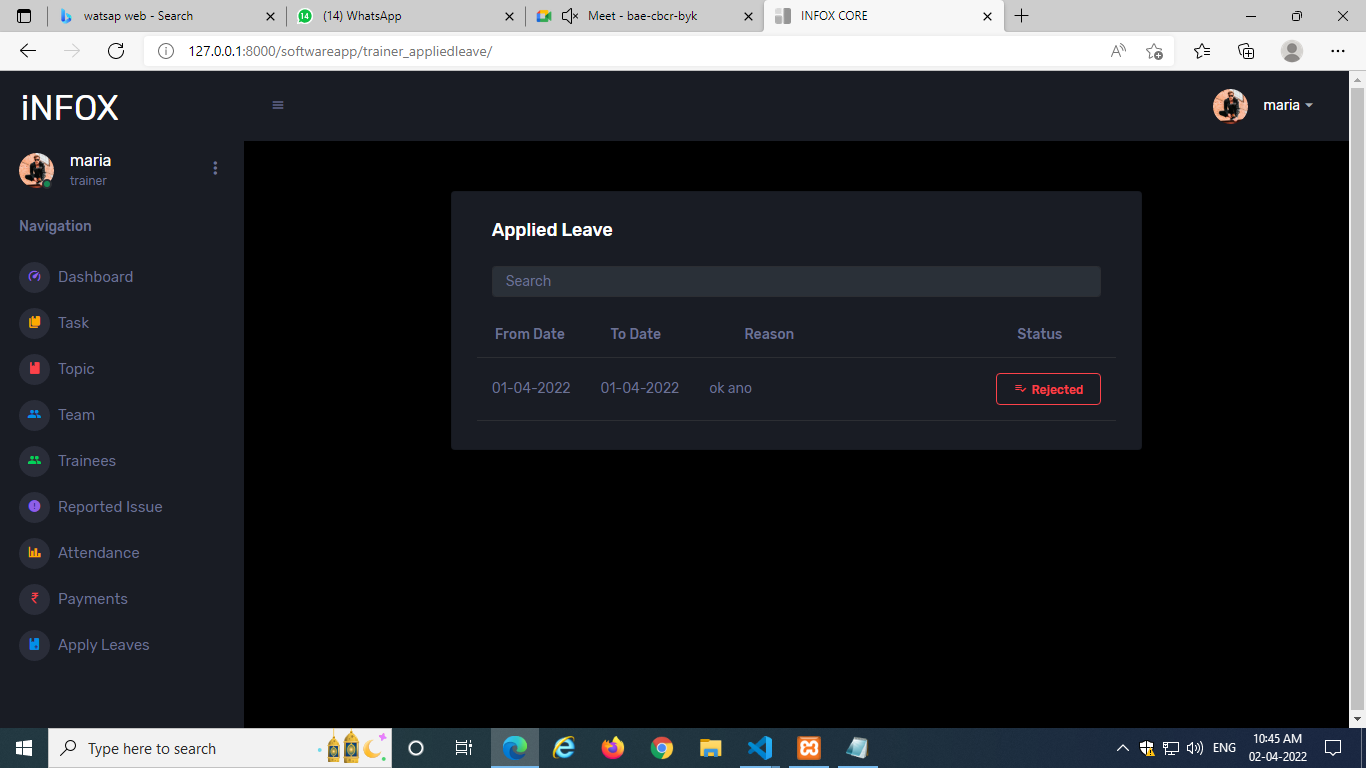 watsap web - Search
(14) WhatsApp
Meet - bae-cbcr-byk
INFOX CORE
127.0.0.1:8000/softwareapp/trainer_appliedleave/
iNFOX
maria
maria
trainer
Navigation
Dashboard
Task
Topic
Team
Trainees
Reported Issue
Attendance
Payments
Apply Leaves
Applied Leave
Search
From Date To Date Reason Status
01-04-2022 01-04-2022 ok ano Rejected
Type here to search
ENG
10:45 AM
02-04-2022